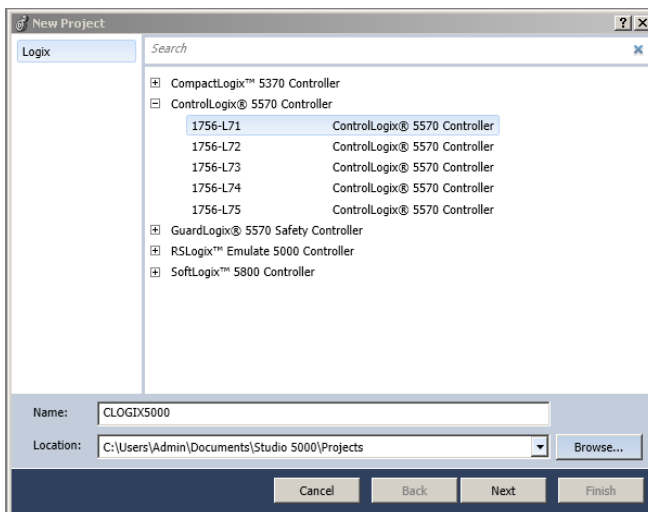 New Project
? X
Logix
Search
CompactLogix™ 5370 Controller
ControlLogix® 5570 Controller
1756-L71 ControlLogix® 5570 Controller
1756-L72 ControlLogix® 5570 Controller
1756-L73 ControlLogix® 5570 Controller
1756-L74 ControlLogix® 5570 Controller
1756-L75 ControlLogix® 5570 Controller
GuardLogix® 5570 Safety Controller
RSLogix™ Emulate 5000 Controller
SoftLogix™ 5800 Controller
Name: CLOGIX5000
Location: C:\Users\Admin\Documents\Studio 5000\Projects Browse...
Cancel Back Next Finish